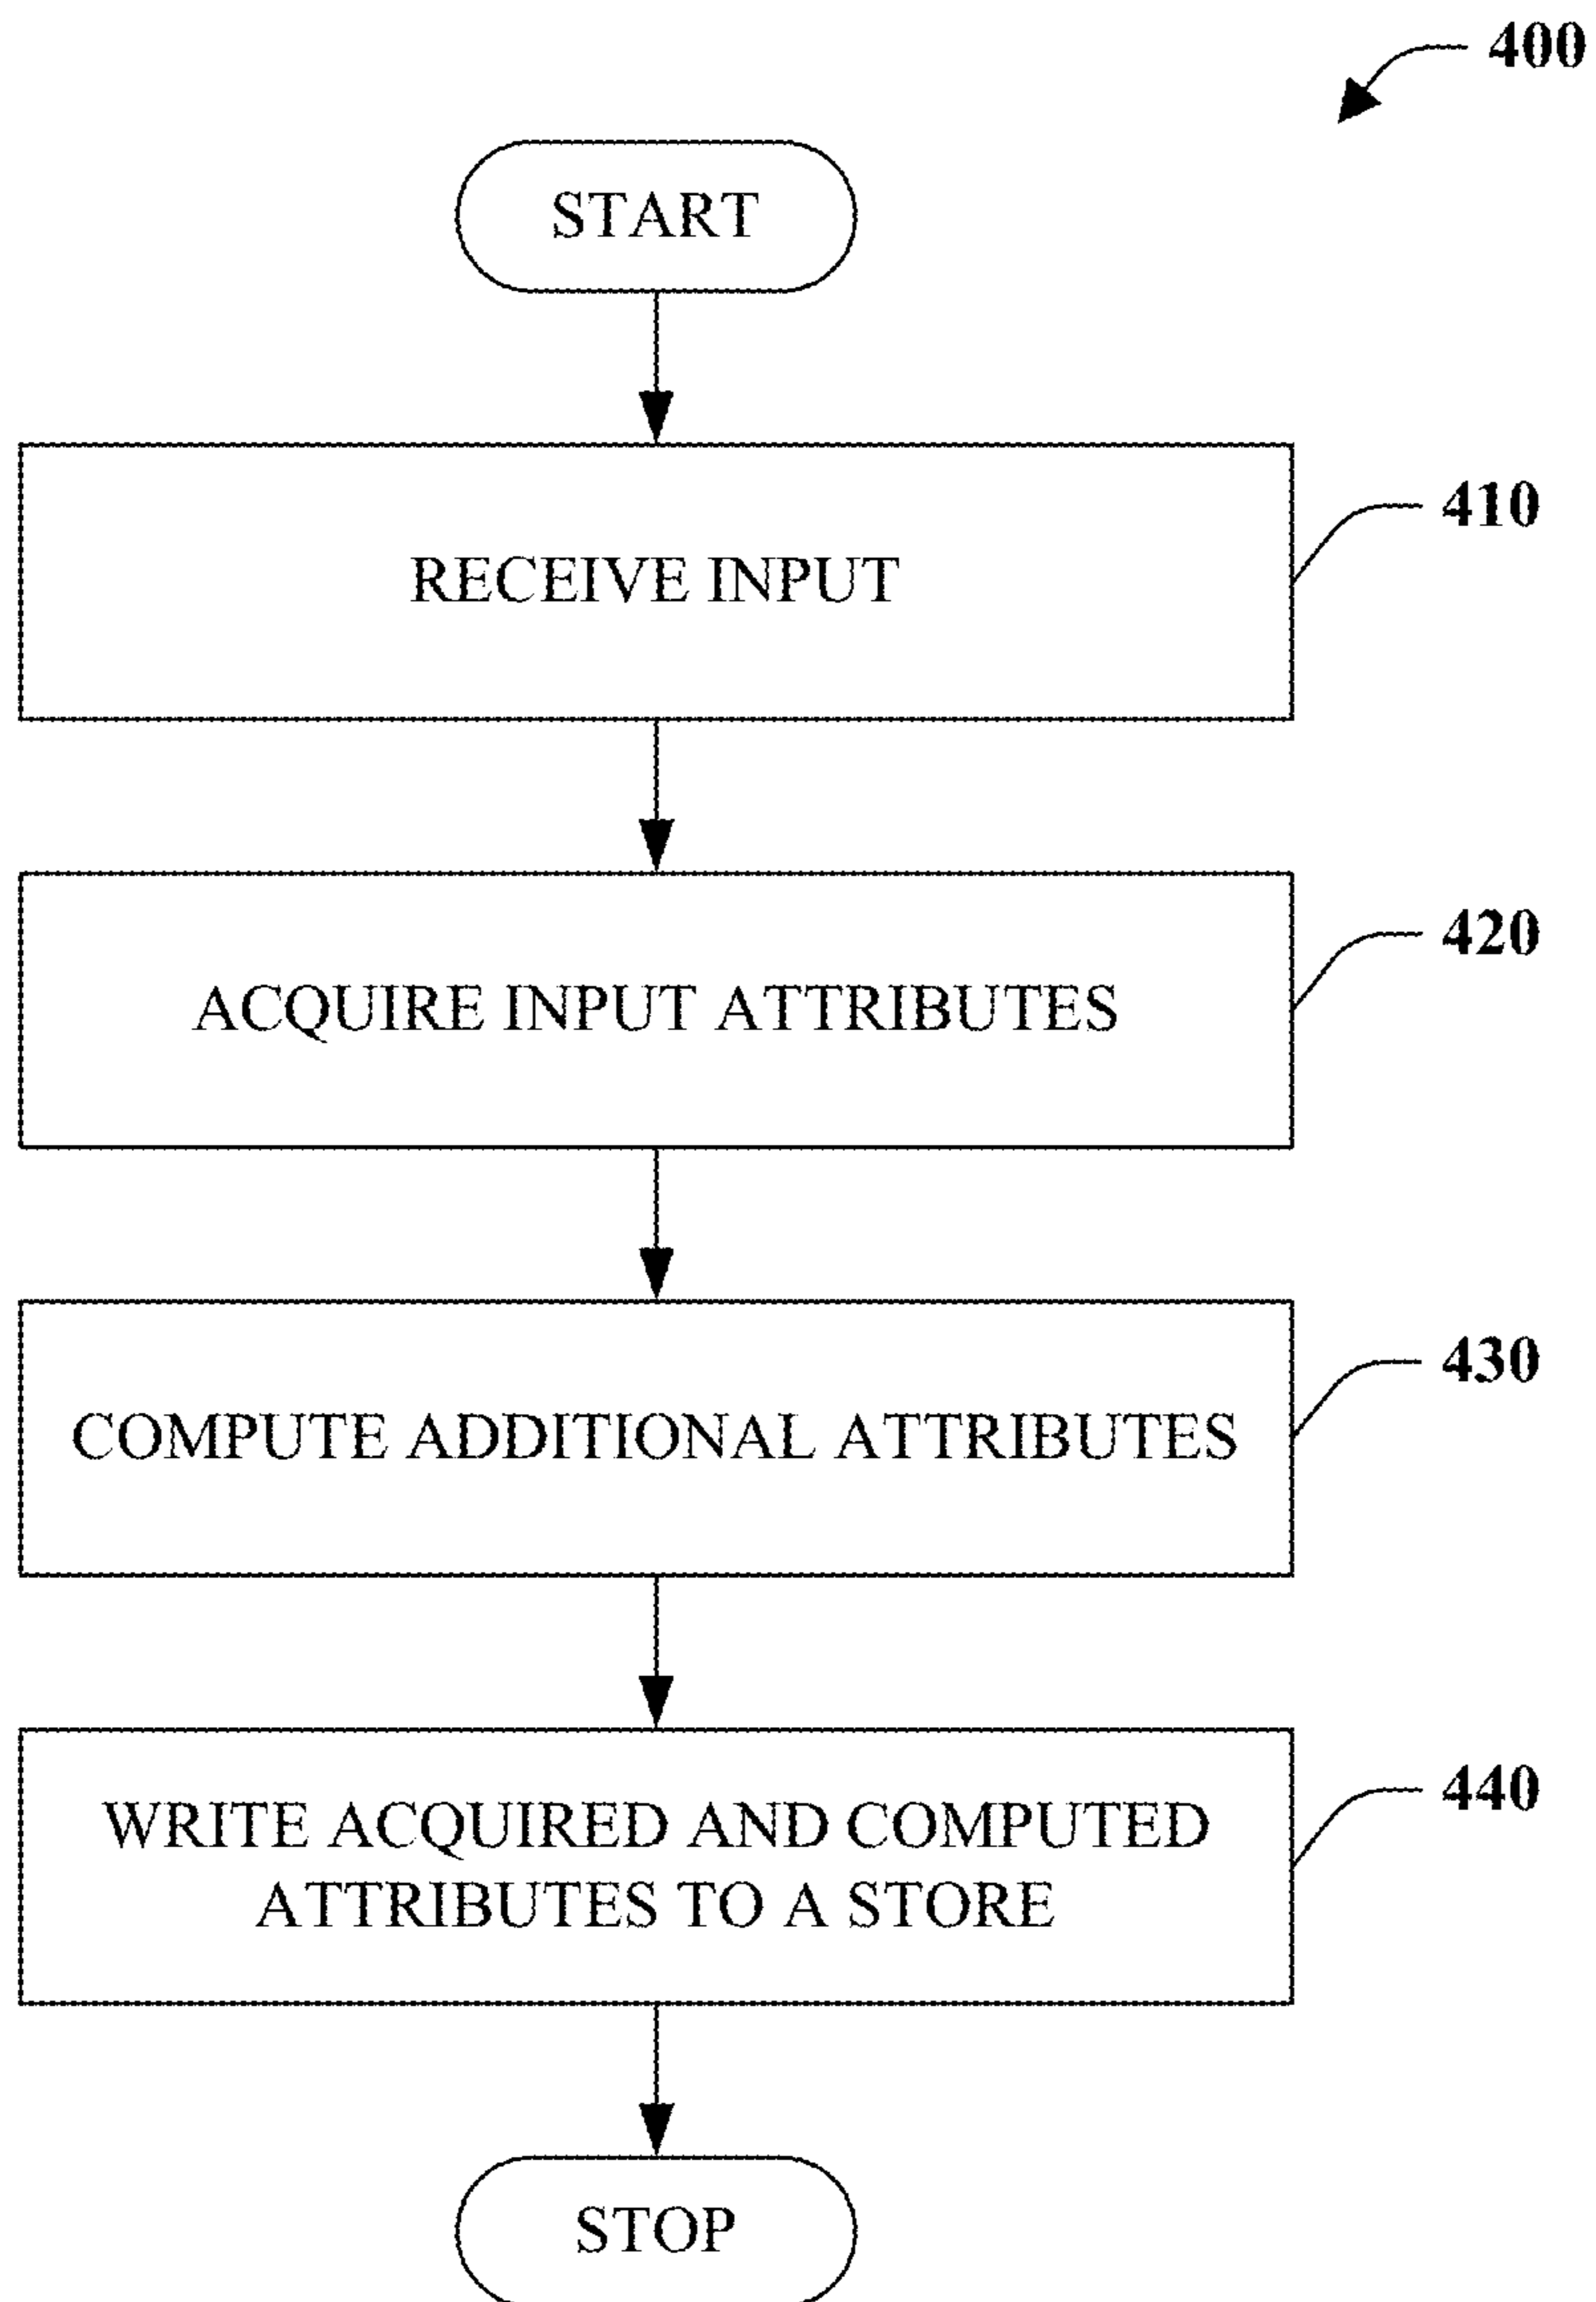 400
START
RECEIVE INPUT
410
ACQUIRE INPUT ATTRIBUTES
420
COMPUTE ADDITIONAL ATTRIBUTES
430
WRITE ACQUIRED AND COMPUTED
ATTRIBUTES TO A STORE
440
STOP